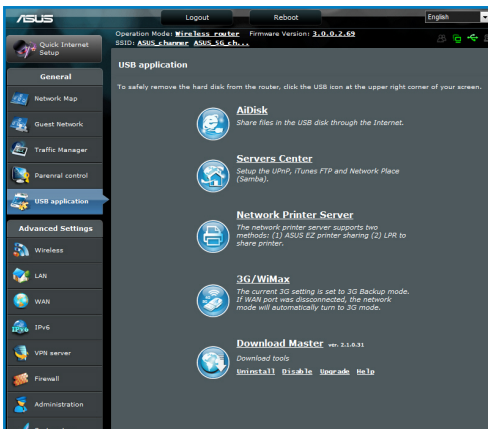 ASUS
Logout
Reboot
English
Operation Mode: Wireless router Firmware Version: 3.0.0.2.69
SSID: ASUS_channer ASUS_5G_ch...
Quick Internet
Setup
General
Network Map
Guest Network
Traffic Manager
Parenral control
USB application
Advanced Settings
Wireless
LAN
WAN
IPv6
VPN server
Firewall
Administration
USB application
To safely remove the hard disk from the router, click the USB icon at the upper right corner of your screen.
AiDisk
Share files in the USB disk through the Internet.
Servers Center
Setup the UPnP, iTunes FTP and Network Place
(Samba).
Network Printer Server
The network printer server supports two
methods: (1) ASUS EZ printer sharing (2) LPR to
share printer.
3G/WiMax
The current 3G setting is set to 3G Backup mode.
If WAN port was dissconnected, the network
mode will automatically turn to 3G mode.
Download Master ver. 2.1.0.31
Download tools
Uninstall Disable Upgrade Help